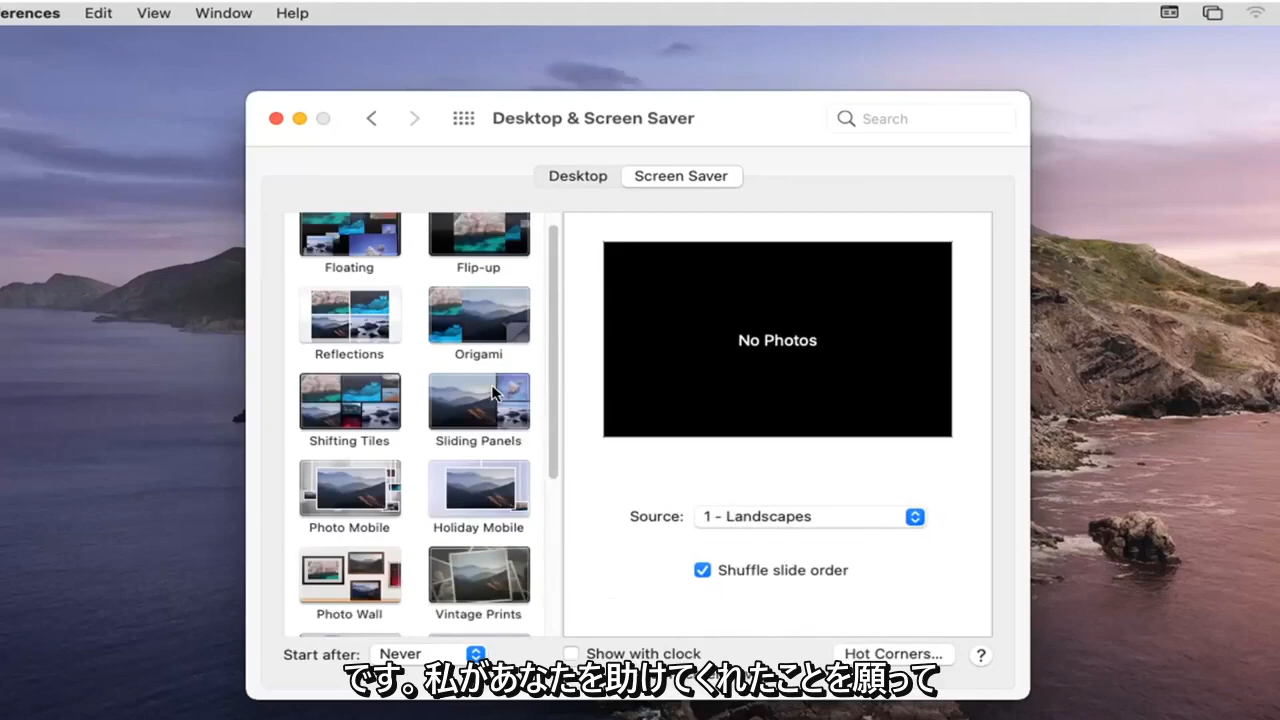 erences Edit View Window Help
Desktop & Screen Saver
Search
Desktop Screen Saver
Floating Flip-up
Reflections Origami
Shifting Tiles Sliding Panels
Photo Mobile Holiday Mobile
Photo Wall Vintage Prints
No Photos
Source: 1 - Landscapes
Shuffle slide order
Start after: Never Show with clock Hot Corners... ?
です。私があなたを助けてくれたことを願って